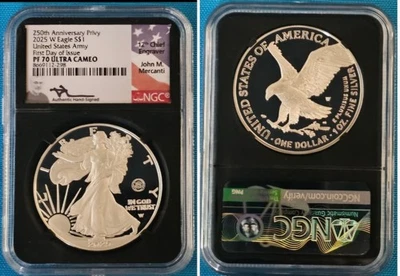 250th Anniversary Privy
2025 W Eagle S$1
United States Army
First Day of Issue
PF 70 ULTRA CAMEO
12th Chief
Engraver
John M.
Mercanti
Authentic Hand Signed
NGC
LIBERTY
IN GOD
WE TRUST
W
UNITED STATES OF AMERICA
E PLURIBUS UNUM
1 OZ. FINE SILVER
ONE DOLLAR
NGCcoin.com/verify
NGC